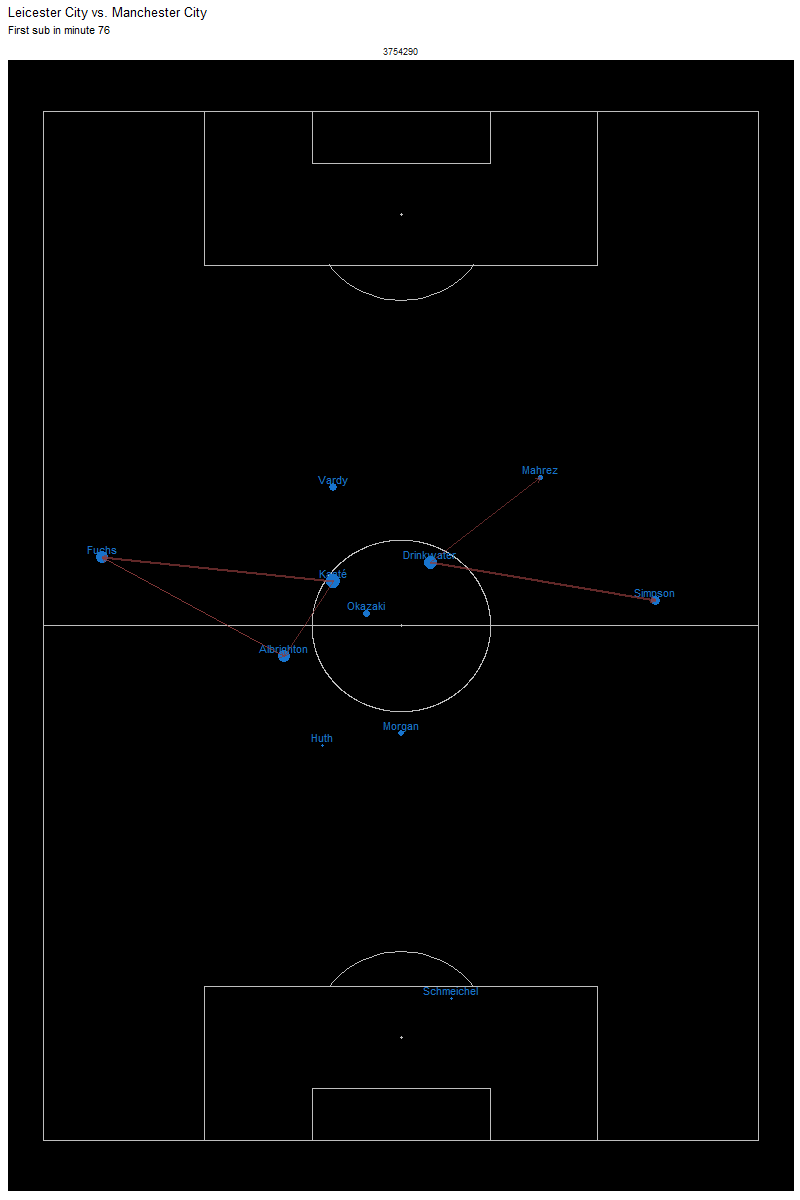 Leicester City vs. Manchester City
First sub in minute 76
3754290
Mahrez
Vardy
Fuchs
Drinkwater
Kanté
Simpson
Okazaki
Albrighton
Morgan
Huth
Schmeichel